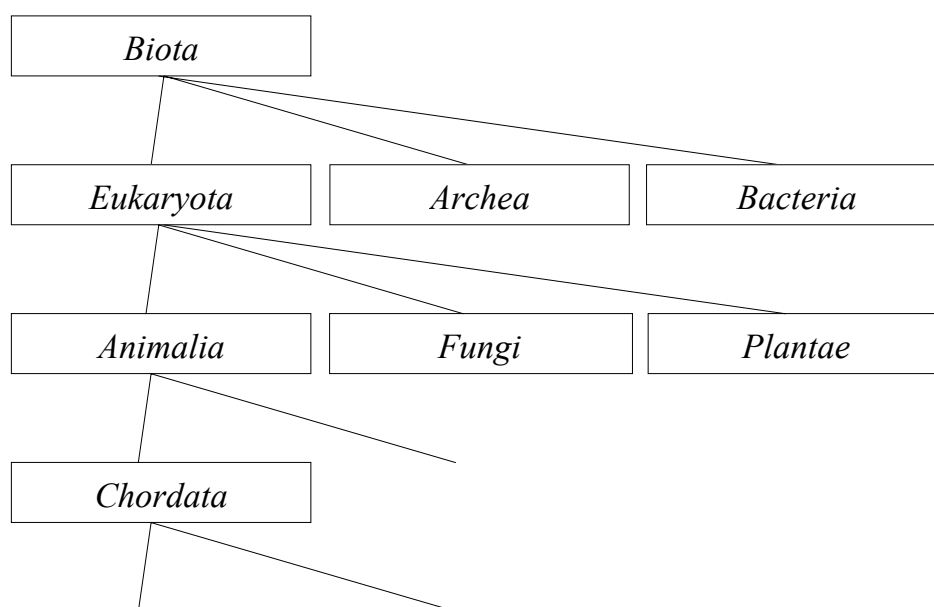 Biota
Eukaryota
Archea
Bacteria
Animalia
Fungi
Plantae
Chordata